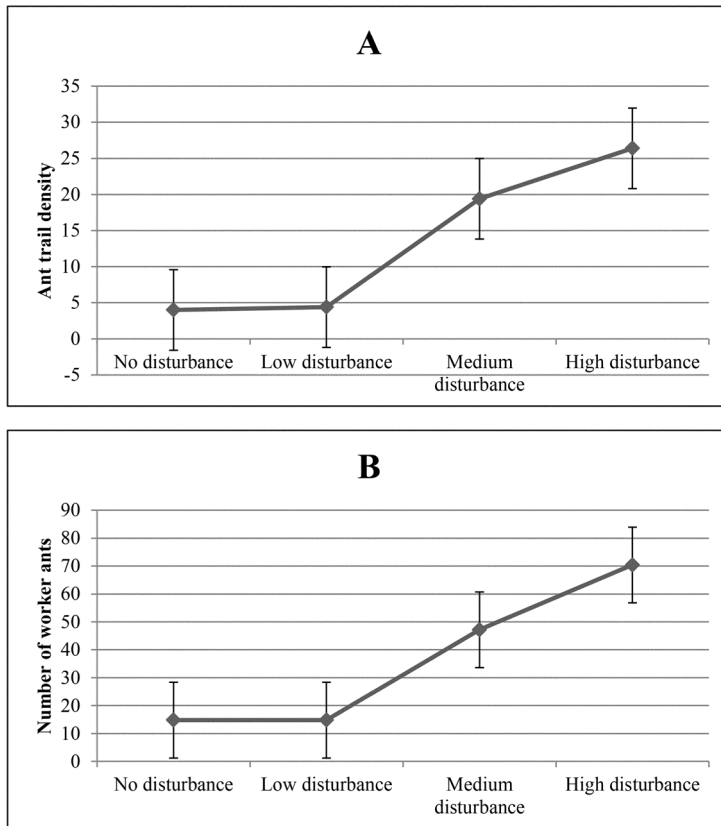 A
35
30
25
20
15
10
5
0
-5
Ant trail density
No disturbance
Low disturbance
Medium
disturbance
High disturbance
B
90
80
70
60
50
40
30
20
10
0
Number of worker ants
No disturbance
Low disturbance
Medium
disturbance
High disturbance